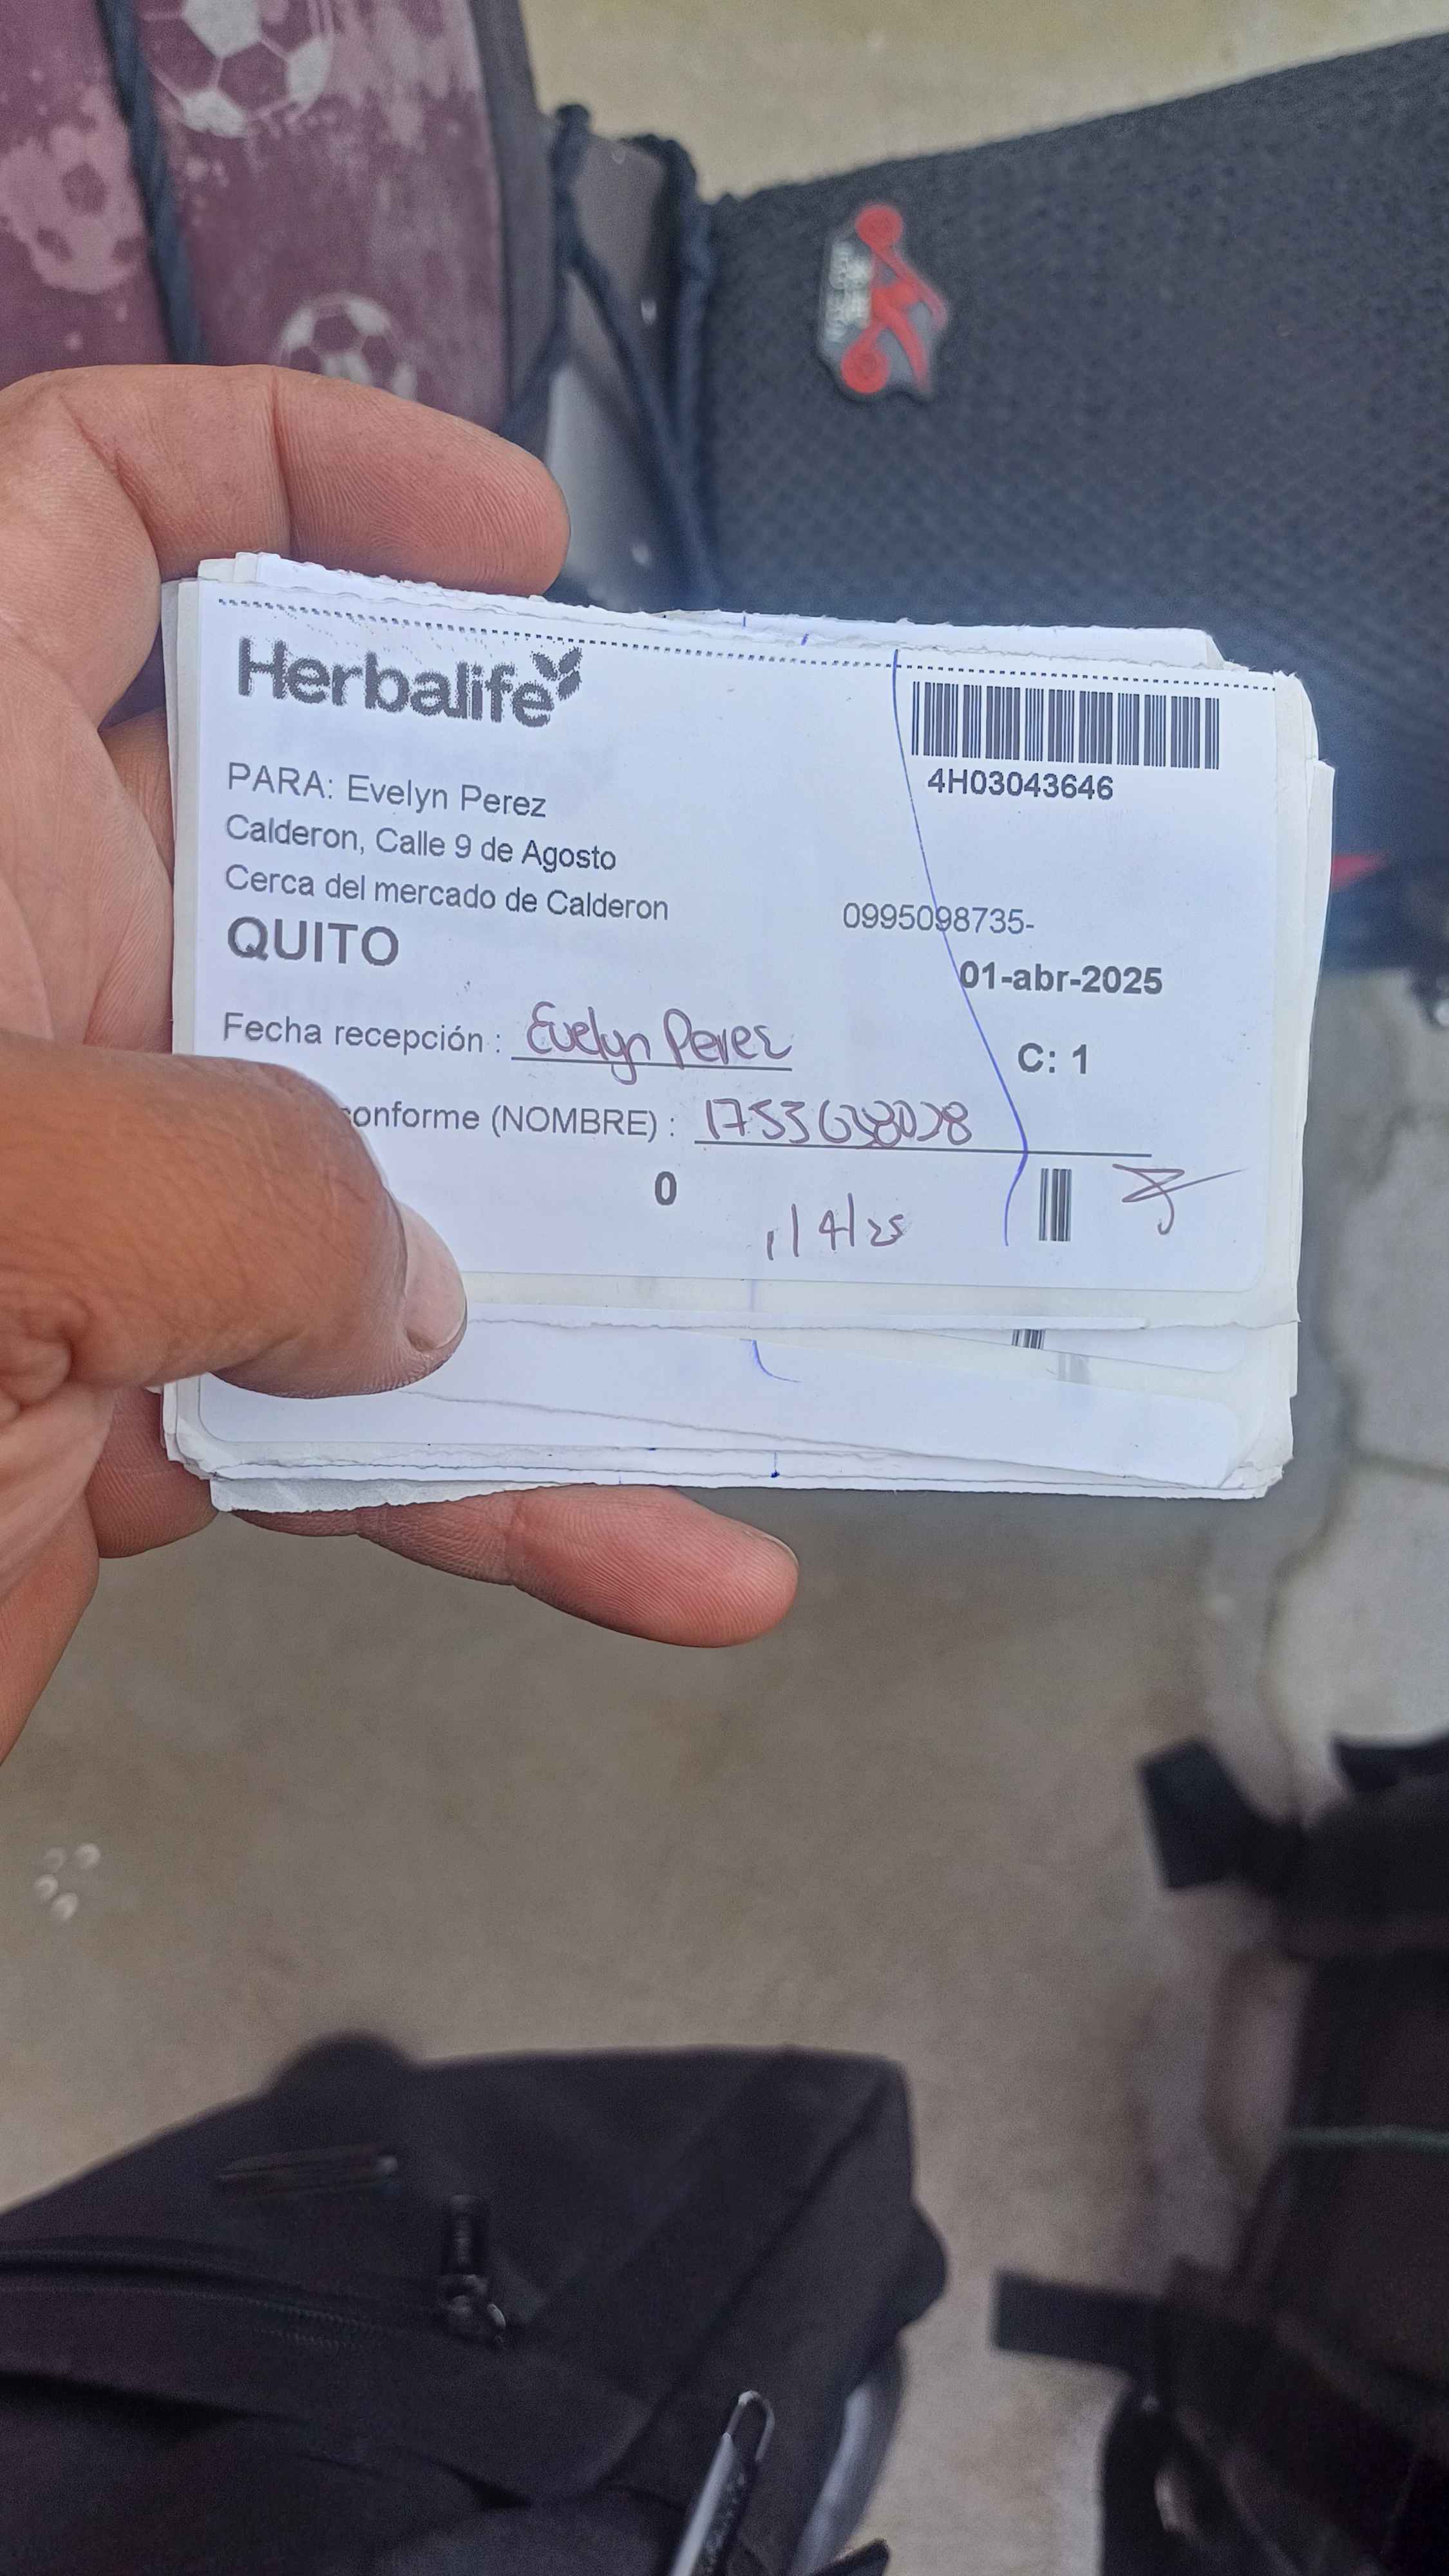 Herbalife
4H03043646
PARA: Evelyn Perez
Calderon, Calle 9 de Agosto
Cerca del mercado de Calderon
0995098735-
QUITO
01-abr-2025
Fecha recepción : Evelyn Perez
C: 1
conforme (NOMBRE) :
0
1/4/25